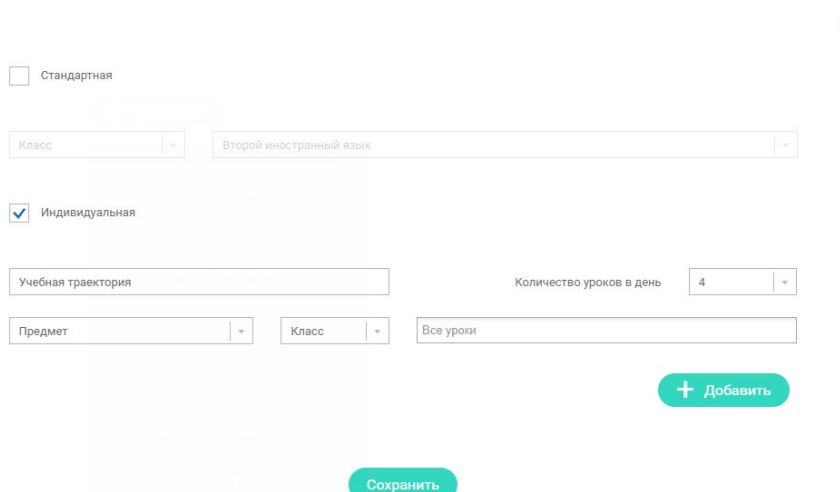 Стандартная
Класс Второй иностранный язык
Индивидуальная
Учебная траектория Количество уроков в день 4
Предмет Класс Все уроки
+ Добавить
Сохранить